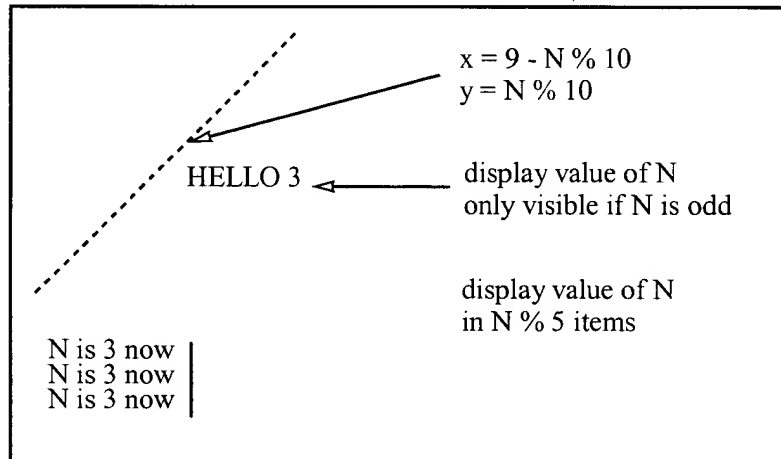 x = 9 - N % 10
y = N % 10
HELLO 3
display value of N
only visible if N is odd
display value of N
in N % 5 items
N is 3 now
N is 3 now
N is 3 now